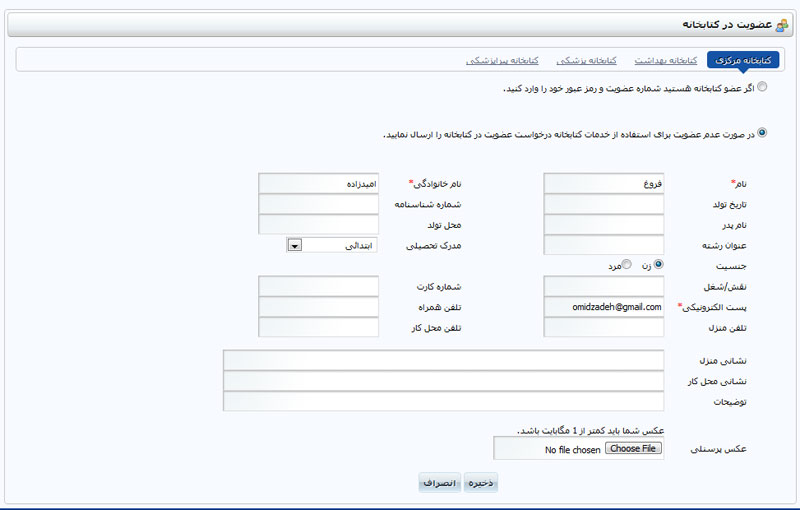 عضویت در کتابخانه
کتابخانه مرکزی کتابخانه بهداشت کتابخانه پزشکی کتابخانه پیراپزشکی
اگر عضو کتابخانه هستید شماره عضویت و رمز عبور خود را وارد کنید.
در صورت عدم عضویت برای استفاده از خدمات کتابخانه درخواست عضویت در کتابخانه را ارسال نمایید.
نام* فروغ نام خانوادگی* امیدزاده
تاریخ تولد شماره شناسنامه
نام پدر محل تولد
عنوان رشته مدرک تحصیلی ابتدائی
جنسیت زن مرد
نقش/شغل شماره کارت
پست الکترونیکی* omidzadeh@gmail.com تلفن همراه
تلفن منزل تلفن محل کار
نشانی منزل
نشانی محل کار
توضیحات
عکس شما باید کمتر از 1 مگابایت باشد.
عکس پرسنلی Choose File No file chosen
ذخیره انصراف